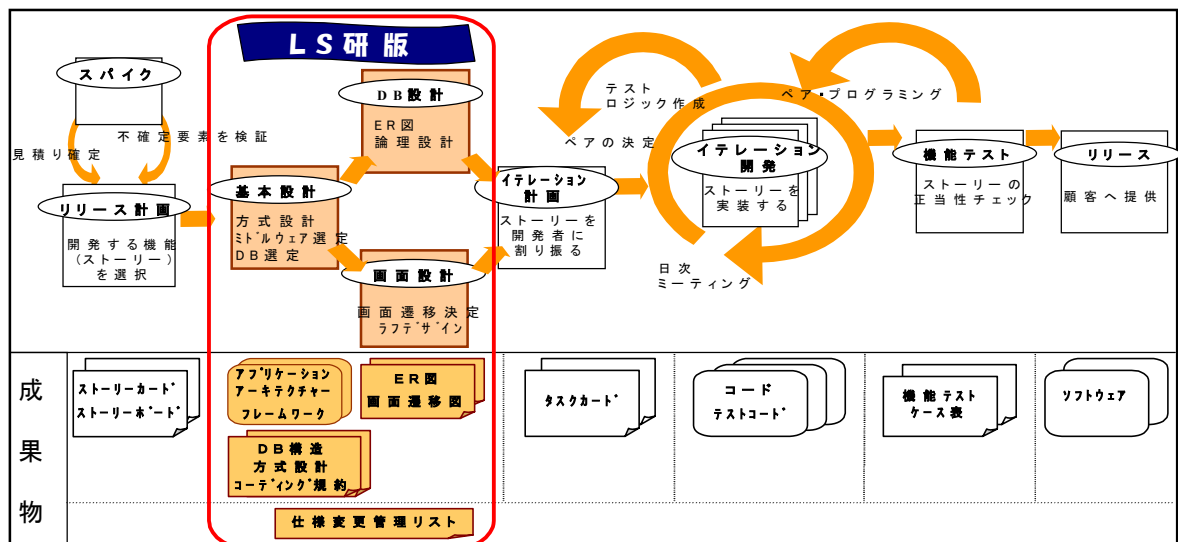 LS研版
スパイク
不確定要素を検証
見積り確定
リリース計画
開発する機能
(ストーリー)
を選択
基本設計
方式設計
ミドルウェア選定
DB選定
DB設計
ER図
論理設計
画面設計
画面遷移決定
ラフデザイン
イテレーション
計画
ストーリーを
開発者に
割り振る
テスト
ロジック作成
ペアの決定
ペア・プログラミング
イテレーション
開発
ストーリーを
実装する
日次
ミーティング
機能テスト
ストーリーの
正当性チェック
リリース
顧客へ提供
成果物
ストーリーカード
ストーリーボード
アプリケーション
アーキテクチャー
フレームワーク
ER図
画面遷移図
DB構造
方式設計
コーディング規約
仕様変更管理リスト
タスクカード
コード
テストコード
機能テスト
ケース表
ソフトウェア